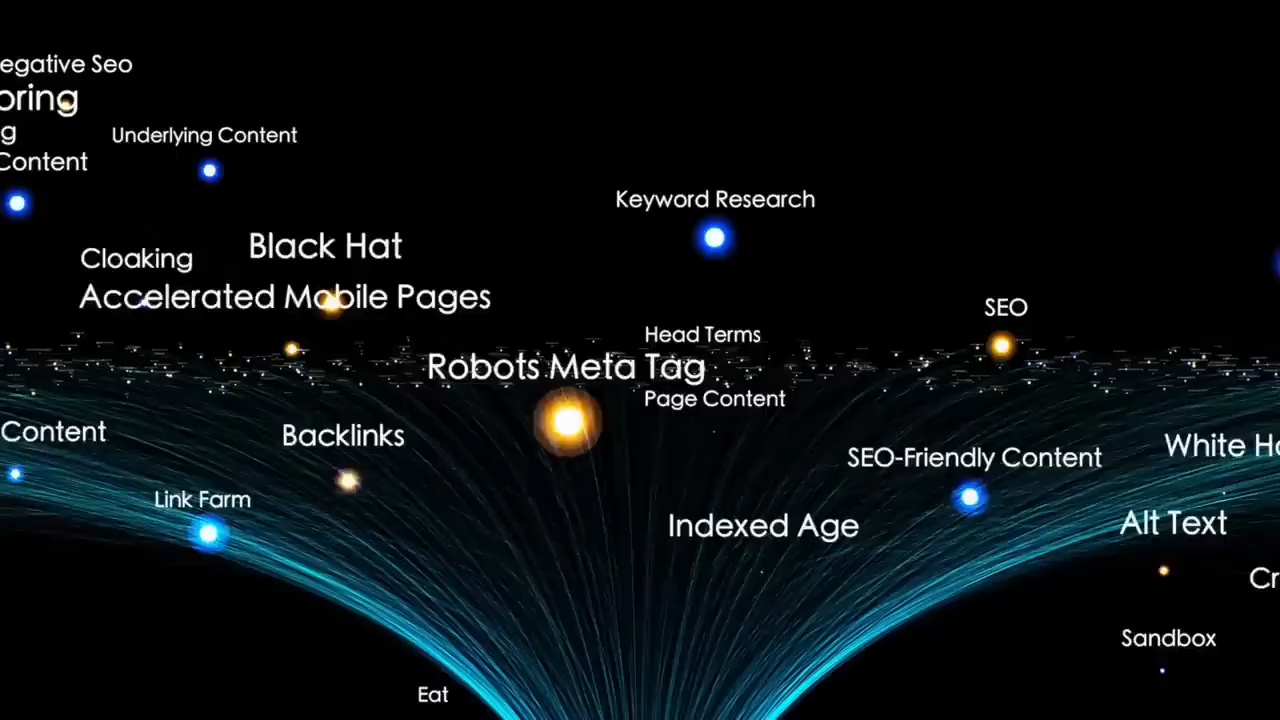 egative Seo
oring
g
Underlying Content
Content
Keyword Research
Black Hat
Cloaking
Accelerated Mobile Pages
SEO
Head Terms
Robots Meta Tag
Page Content
Content
Backlinks
White Ha
SEO-Friendly Content
Link Farm
Indexed Age
Alt Text
Cr
Sandbox
Eat